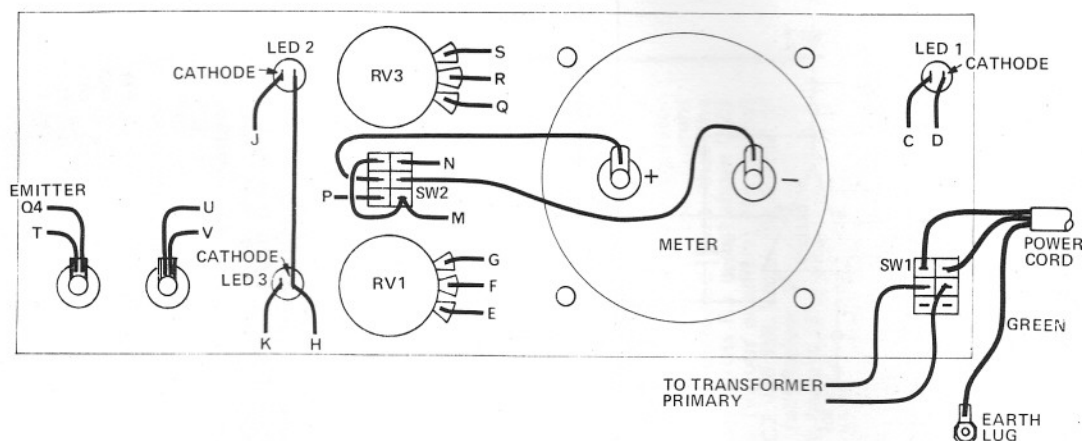 LED 2
CATHODE
J
RV3
S
R
Q
LED 1
CATHODE
C D
N
P
SW2
M
+
-
METER
EMITTER
Q4
T
U
V
CATHODE
LED 3
K H
RV1
G
F
E
SW1
POWER
CORD
GREEN
TO TRANSFORMER
PRIMARY
EARTH
LUG